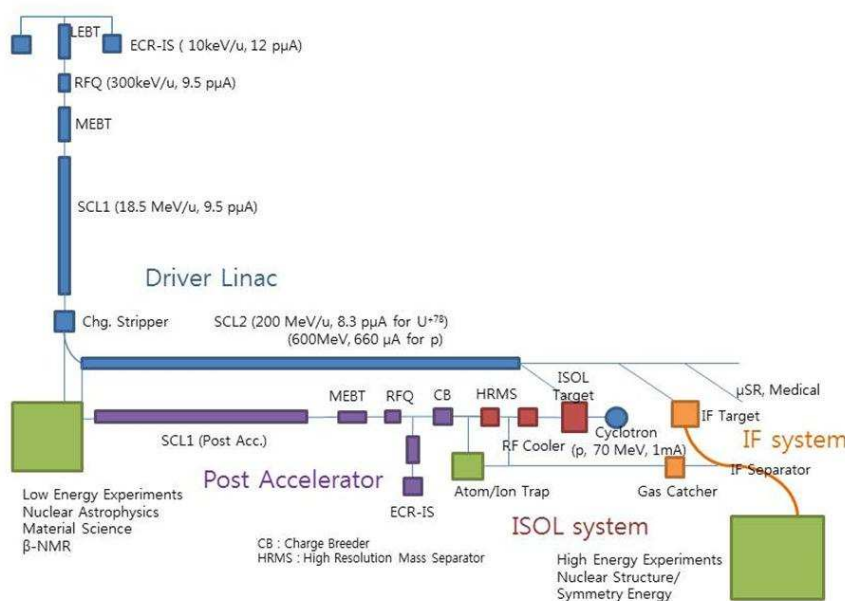 LEBT
ECR-IS ( 10keV/u, 12 pμA)
RFQ (300keV/u, 9.5 pμA)
MEBT
SCL1 (18.5 MeV/u, 9.5 pμA)
Driver Linac
Chg. Stripper
SCL2 (200 MeV/u, 8.3 pμA for U⁺⁷⁸)
(600MeV, 660 μA for p)
μSR, Medical
ISOL
Target
MEBT
RFQ
CB
HRMS
IF Target
SCL1 (Post Acc.)
RF Cooler
Cyclotron
(p, 70 MeV, 1mA)
IF system
Post Accelerator
IF Separator
ECR-IS
Atom/Ion Trap
Gas Catcher
Low Energy Experiments
Nuclear Astrophysics
Material Science
β-NMR
CB : Charge Breeder
HRMS : High Resolution Mass Separator
ISOL system
High Energy Experiments
Nuclear Structure/
Symmetry Energy